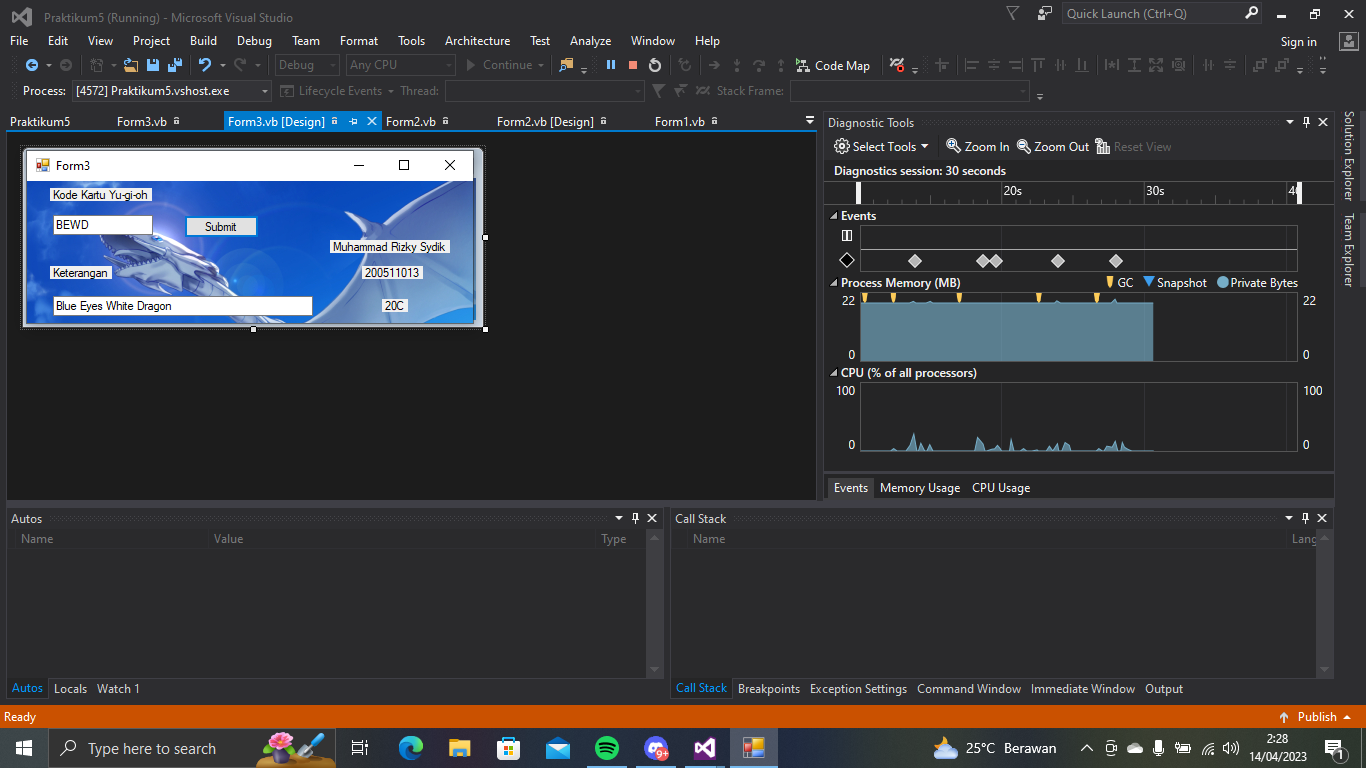 Praktikum5 (Running) - Microsoft Visual Studio
Quick Launch (Ctrl+Q)
File Edit View Project Build Debug Team Format Tools Architecture Test Analyze Window Help
Sign in
Debug Any CPU Continue Code Map
Process: [4572] Praktikum5.vshost.exe Lifecycle Events Thread: Stack Frame:
Praktikum5 Form3.vb Form3.vb [Design] Form2.vb Form2.vb [Design] Form1.vb
Form3
Kode Kartu Yu-gi-oh
BEWD
Submit
Muhammad Rizky Sydik
Keterangan
200511013
Blue Eyes White Dragon
20C
Diagnostic Tools
Select Tools Zoom In Zoom Out Reset View
Diagnostics session: 30 seconds
20s 30s 40
Events
Process Memory (MB) GC Snapshot Private Bytes
22 22
0 0
CPU (% of all processors)
100 100
0 0
Events Memory Usage CPU Usage
Solution Explorer
Team Explorer
Autos
Name Value Type
Autos Locals Watch 1
Call Stack
Name Lang
Call Stack Breakpoints Exception Settings Command Window Immediate Window Output
Ready
Publish
Type here to search
9+
25°C Berawan
2:28
14/04/2023
1